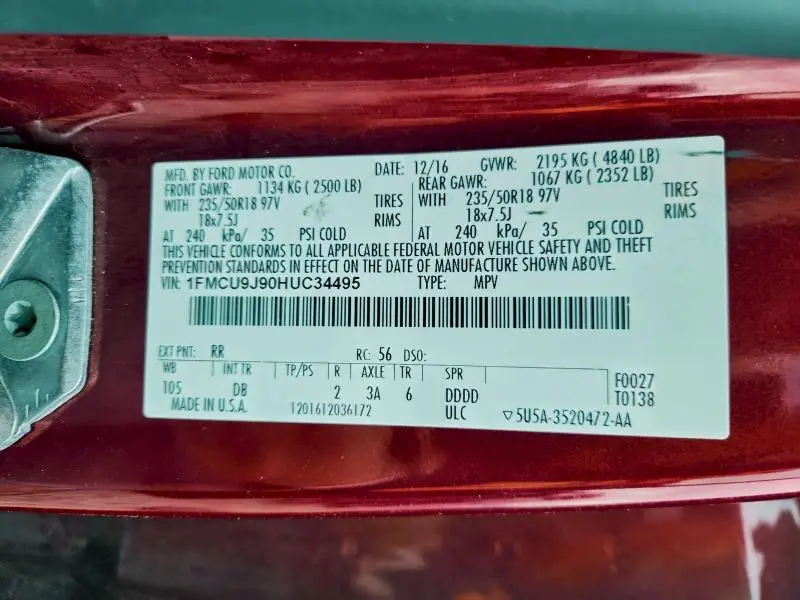 MFD. BY FORD MOTOR CO. DATE: 12/16 GVWR: 2195 KG ( 4840 LB)
FRONT GAWR: 1134 KG ( 2500 LB) REAR GAWR: 1067 KG ( 2352 LB)
WITH 235/50R18 97V TIRES WITH 235/50R18 97V TIRES
18x7.5J RIMS 18x7.5J RIMS
AT 240 kPa/ 35 PSI COLD AT 240 kPa/ 35 PSI COLD
THIS VEHICLE CONFORMS TO ALL APPLICABLE FEDERAL MOTOR VEHICLE SAFETY AND THEFT
PREVENTION STANDARDS IN EFFECT ON THE DATE OF MANUFACTURE SHOWN ABOVE.
VIN: 1FMCU9J90HUC34495 TYPE: MPV
EXT PNT: RR RC: 56 DSO:
WB INT TR TP/PS R AXLE TR SPR
105 DB 2 3A 6 DDDD F0027
MADE IN U.S.A. 1201612036172 ULC ▽5U5A-3520472-AA T0138